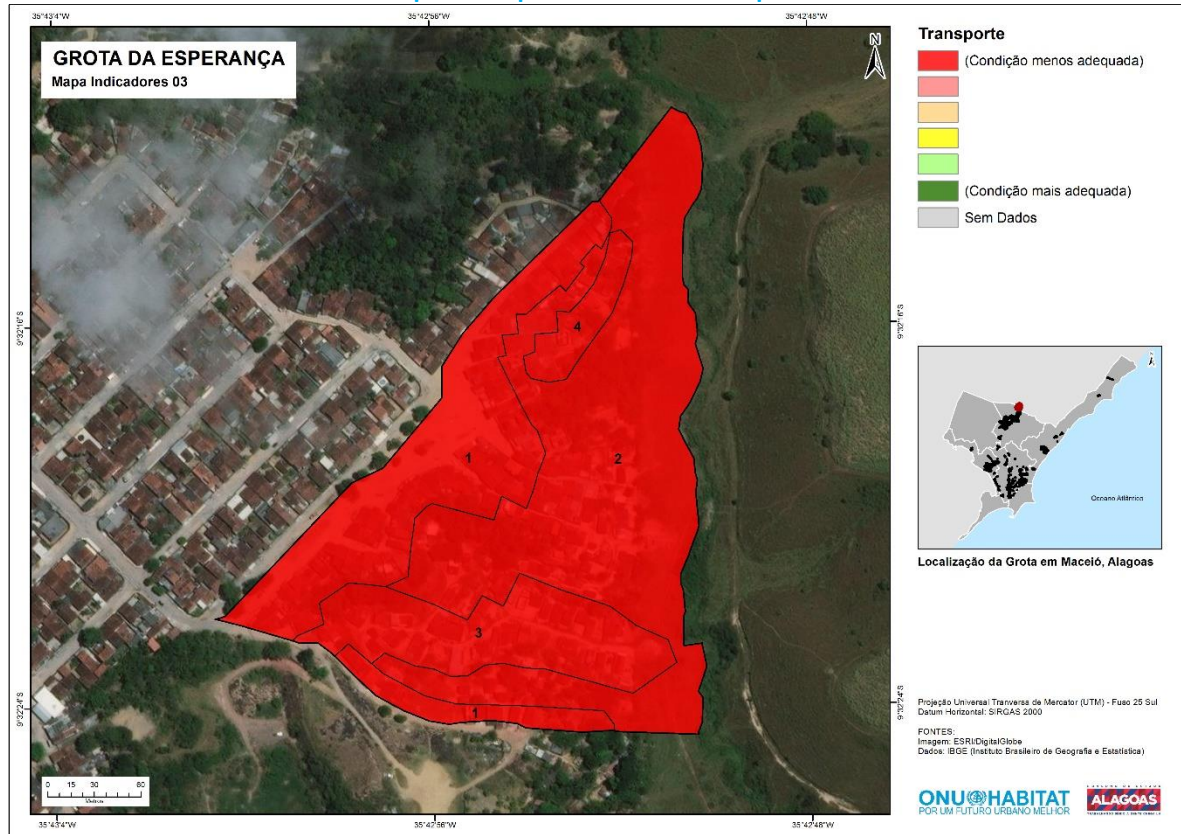 35°43'4"W
35°42'56"W
35°42'48"W
GROTA DA ESPERANÇA
Mapa Indicadores 03
N
Transporte
(Condição menos adequada)
(Condição mais adequada)
Sem Dados
9°32'16"S
9°32'16"S
4
1
2
3
1
Oceano Atlântico
Localização da Grota em Maceió, Alagoas
9°32'24"S
9°32'24"S
Projeção Universal Tranversa de Mercator (UTM) - Fuso 25 Sul
Datum Horizontal: SIRGAS 2000
FONTES:
Imagem: ESRI/DigitalGlobe
Dados: IBGE (Instituto Brasileiro de Geografia e Estatística)
0 15 30 60
Metros
ONU HABITAT
POR UM FUTURO URBANO MELHOR
ALAGOAS
35°43'4"W
35°42'56"W
35°42'48"W